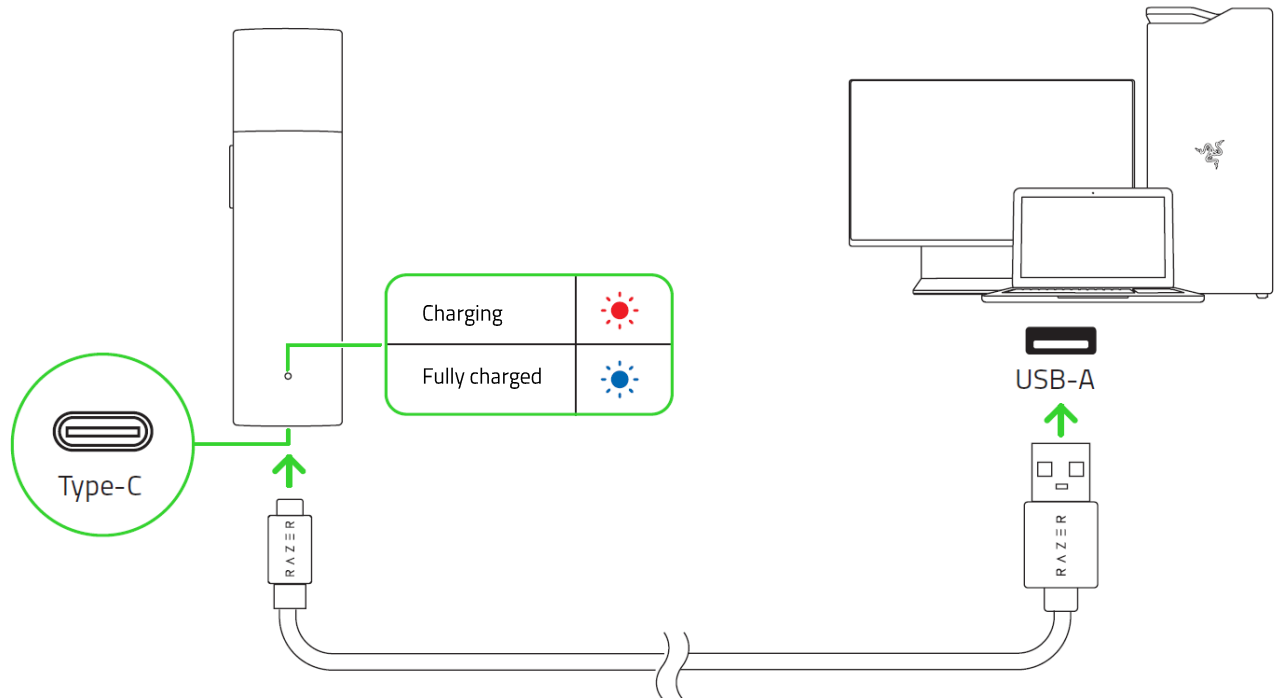 Charging
Fully charged
Type-C
USB-A
RAZER
RAZER